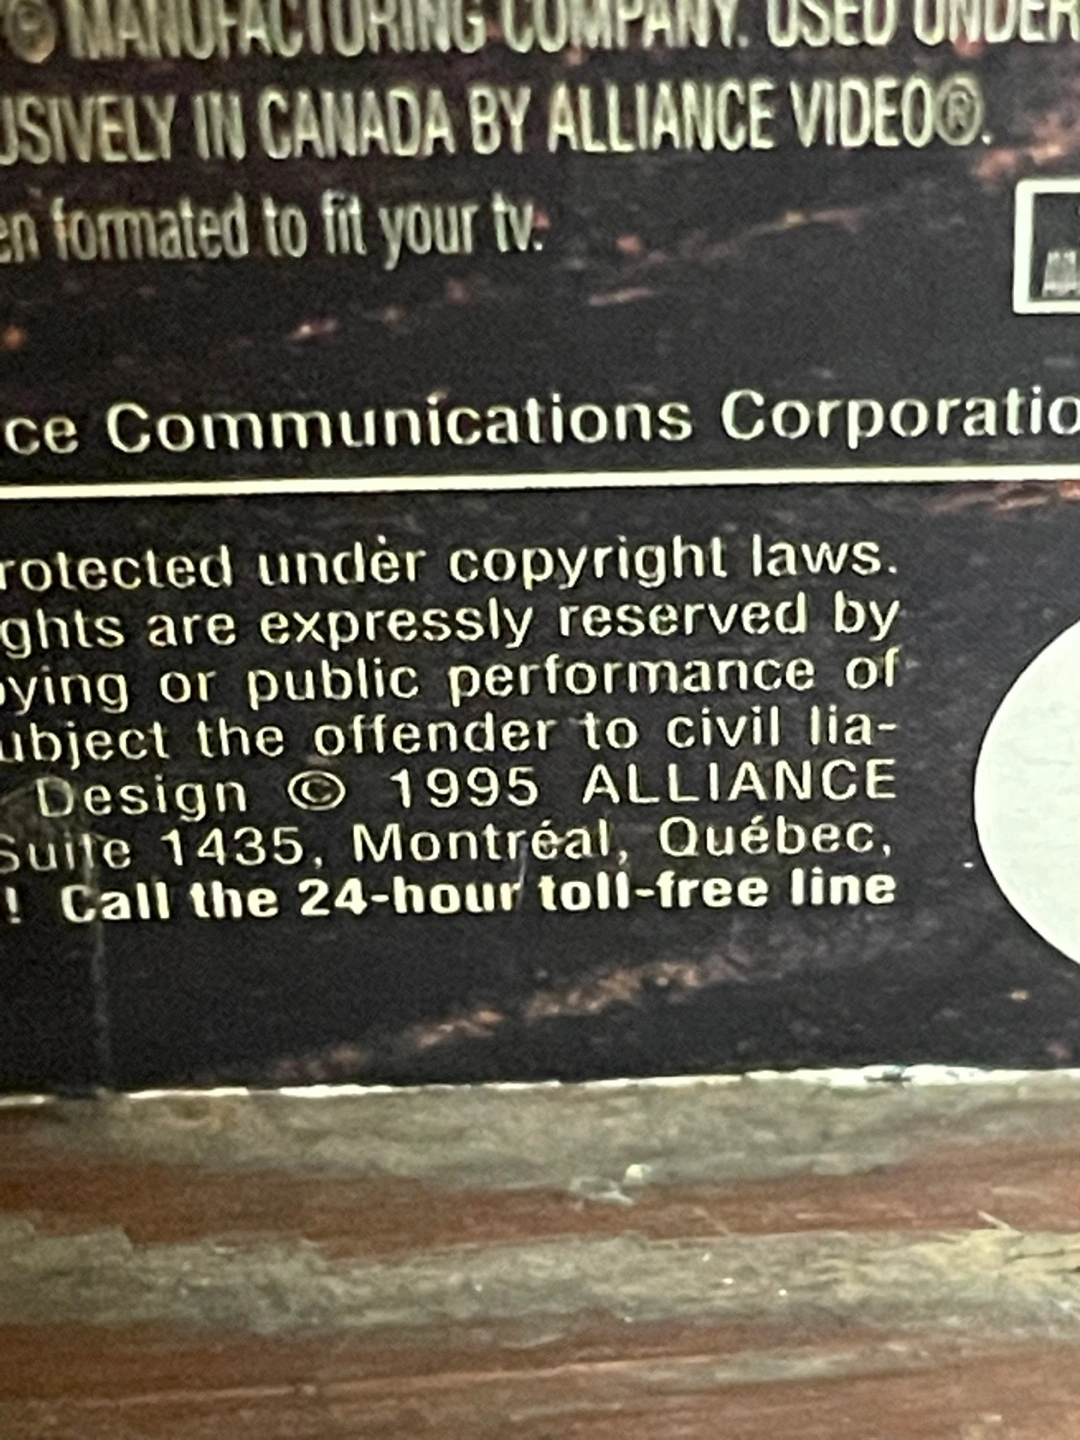 © MANUFACTURING COMPANY. USED UNDER
USIVELY IN CANADA BY ALLIANCE VIDEO®.
en formated to fit your tv.
ce Communications Corporatio
rotected under copyright laws.
ghts are expressly reserved by
ying or public performance of
ubject the offender to civil lia-
Design © 1995 ALLIANCE
Suite 1435, Montréal, Québec,
! Call the 24-hour toll-free line